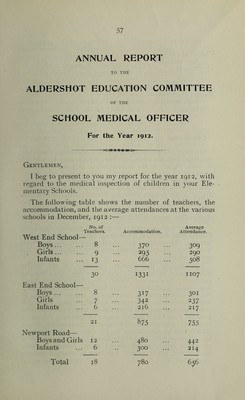 57
ANNUAL REPORT
TO THE
ALDERSHOT EDUCATION COMMITTEE
OF THE
SCHOOL MEDICAL OFFICER
For the Year 1912.
GENTLEMEN,
I beg to present to you my report for the year 1912, with
regard to the medical inspection of children in your Ele-
mentary Schools.
The following table shows the number of teachers, the
accommodation, and the average attendances at the various
schools in December, 1912 :—
No. of Teachers. Accommodation. Average Attendance.
West End School—
Boys ... ... 8 ... 370 ... 309
Girls ... ... 9 ... 295 ... 290
Infants ... 13 ... 666 ... 508
30 1331 1107
East End School—
Boys ... ... 8 ... 317 ... 301
Girls ... 7 ... 342 ... 237
Infants ... 6 ... 216 ... 217
21 875 755
Newport Road—
Boys and Girls 12 ... 480 ... 442
Infants ... 6 ... 300 ... 214
Total 18 780 656